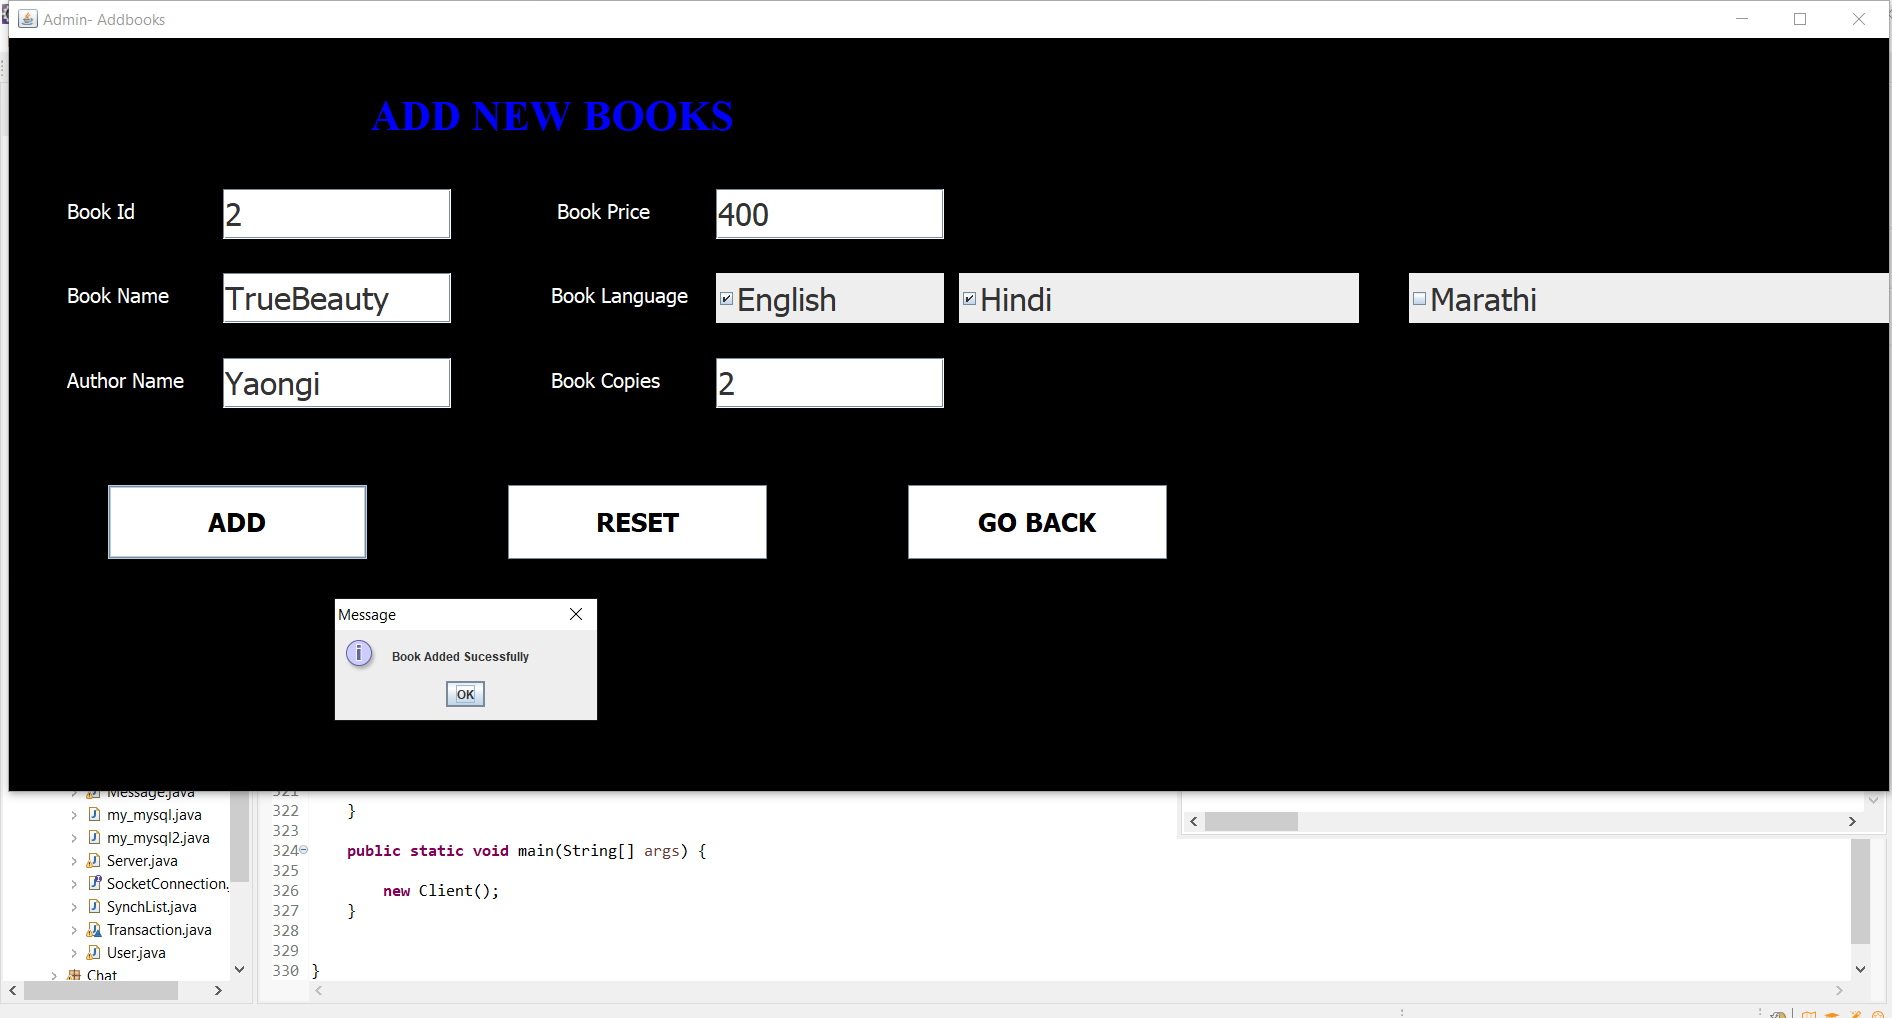 Admin- Addbooks
ADD NEW BOOKS
Book Id 2 Book Price 400
Book Name TrueBeauty Book Language English Hindi Marathi
Author Name Yaongi Book Copies 2
ADD RESET GO BACK
Message
Book Added Sucessfully
OK
Message.java
my_mysql.java
my_mysql2.java
Server.java
SocketConnection.
SynchList.java
Transaction.java
User.java
Chat
321
322 }
323
324 public static void main(String[] args) {
325
326 new Client();
327 }
328
329
330 }